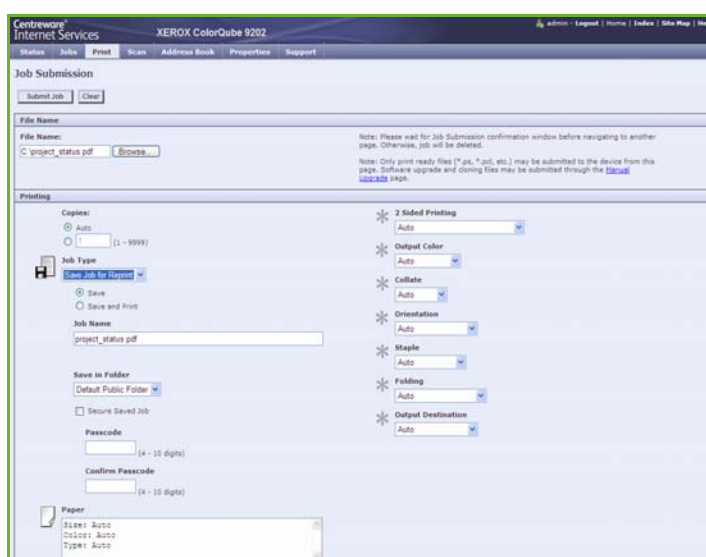 Centreware®
Internet Services
XEROX ColorQube 9202
admin - Logout | Home | Index | Site Map |
Status Jobs Print Scan Address Book Properties Support
Job Submission
Submit Job Clear
File Name
File Name:
C:\project_status.pdf Browse...
Note: Please wait for Job Submission confirmation window before navigating to another
page. Otherwise, job will be deleted.
Note: Only print ready files (*.ps, *.pcl, etc.) may be submitted to the device from this
page. Software upgrade and cloning files may be submitted through the Manual
Upgrade page.
Printing
Copies:
Auto
1 (1 - 9999)
Job Type
Save Job for Reprint
Save
Save and Print
Job Name
project_status.pdf
Save in Folder
Default Public Folder
Secure Saved Job
Passcode
(4 - 10 digits)
Confirm Passcode
(4 - 10 digits)
Paper
Size: Auto
Color: Auto
Type: Auto
2 Sided Printing
Auto
Output Color
Auto
Collate
Auto
Orientation
Auto
Staple
Auto
Folding
Auto
Output Destination
Auto